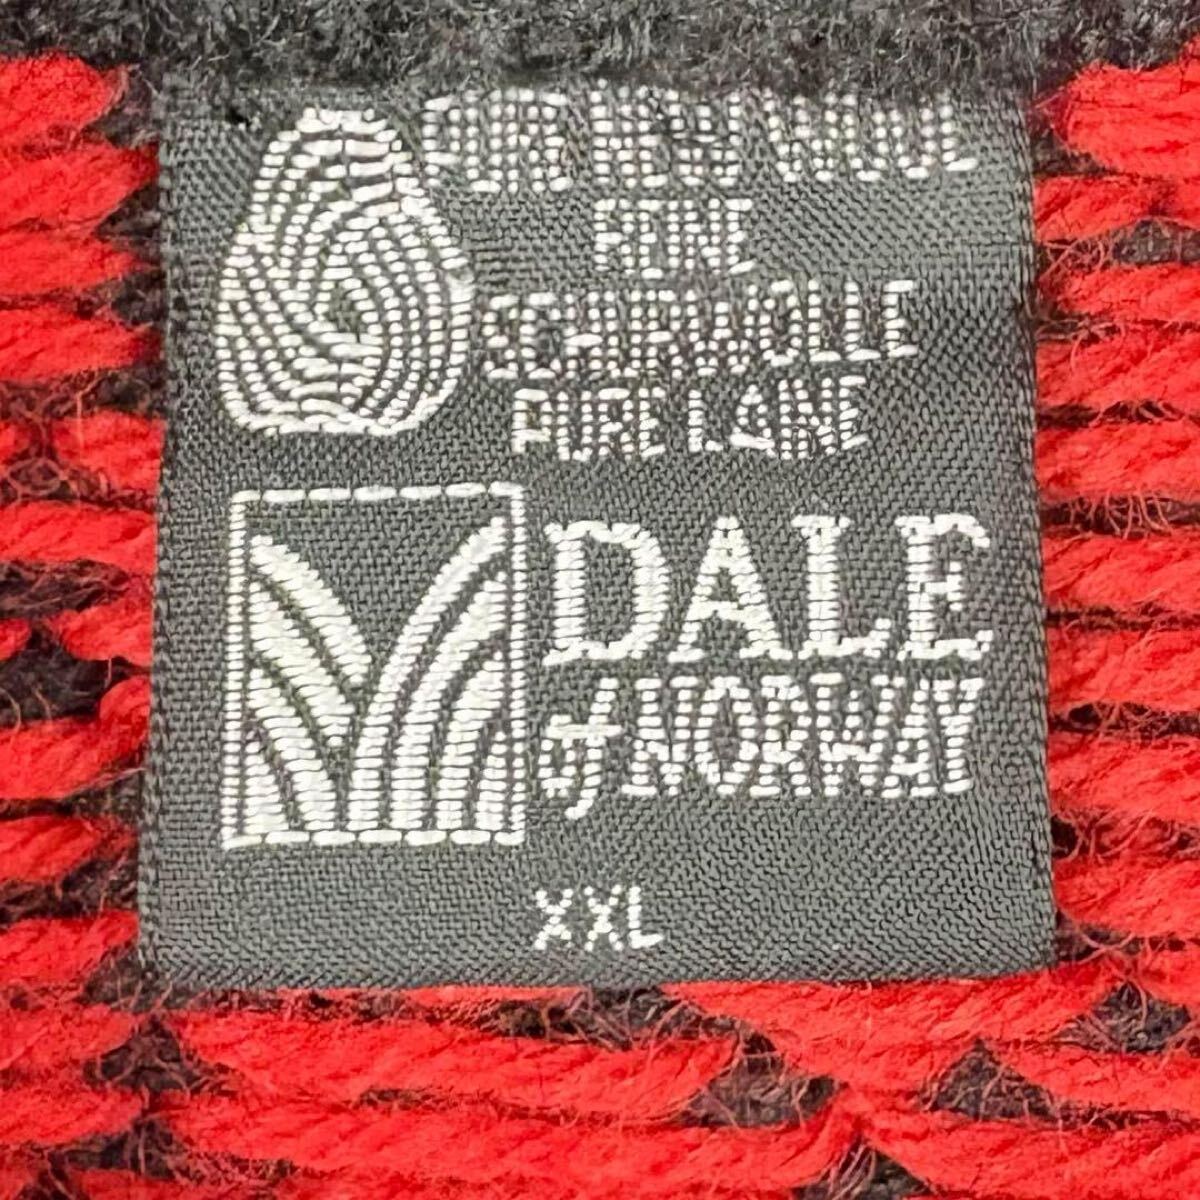 PURE NEW WOOL
REINE
SCHURWOLLE
PURE LAINE
DALE
of NORWAY
XXL